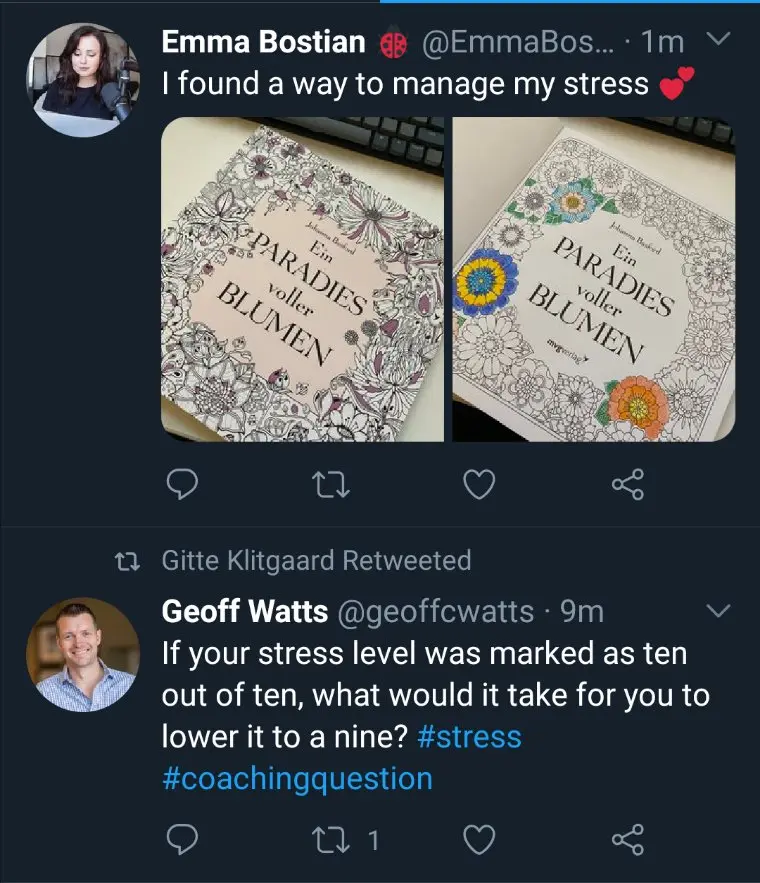 Emma Bostian 🐞 @EmmaBos... · 1m
I found a way to manage my stress 💕
Johanna Basford
Ein
PARADIES
voller
BLUMEN
Johanna Basford
Ein
PARADIES
voller
BLUMEN
mvgverlag
Gitte Klitgaard Retweeted
Geoff Watts @geoffcwatts · 9m
If your stress level was marked as ten
out of ten, what would it take for you to
lower it to a nine? #stress
#coachingquestion
1